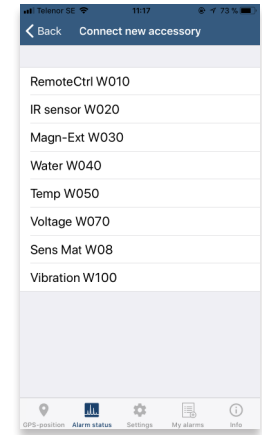 Telenor SE 11:17 73 %
Back Connect new accessory
RemoteCtrl W010
IR sensor W020
Magn-Ext W030
Water W040
Temp W050
Voltage W070
Sens Mat W08
Vibration W100
GPS-position Alarm status Settings My alarms Info